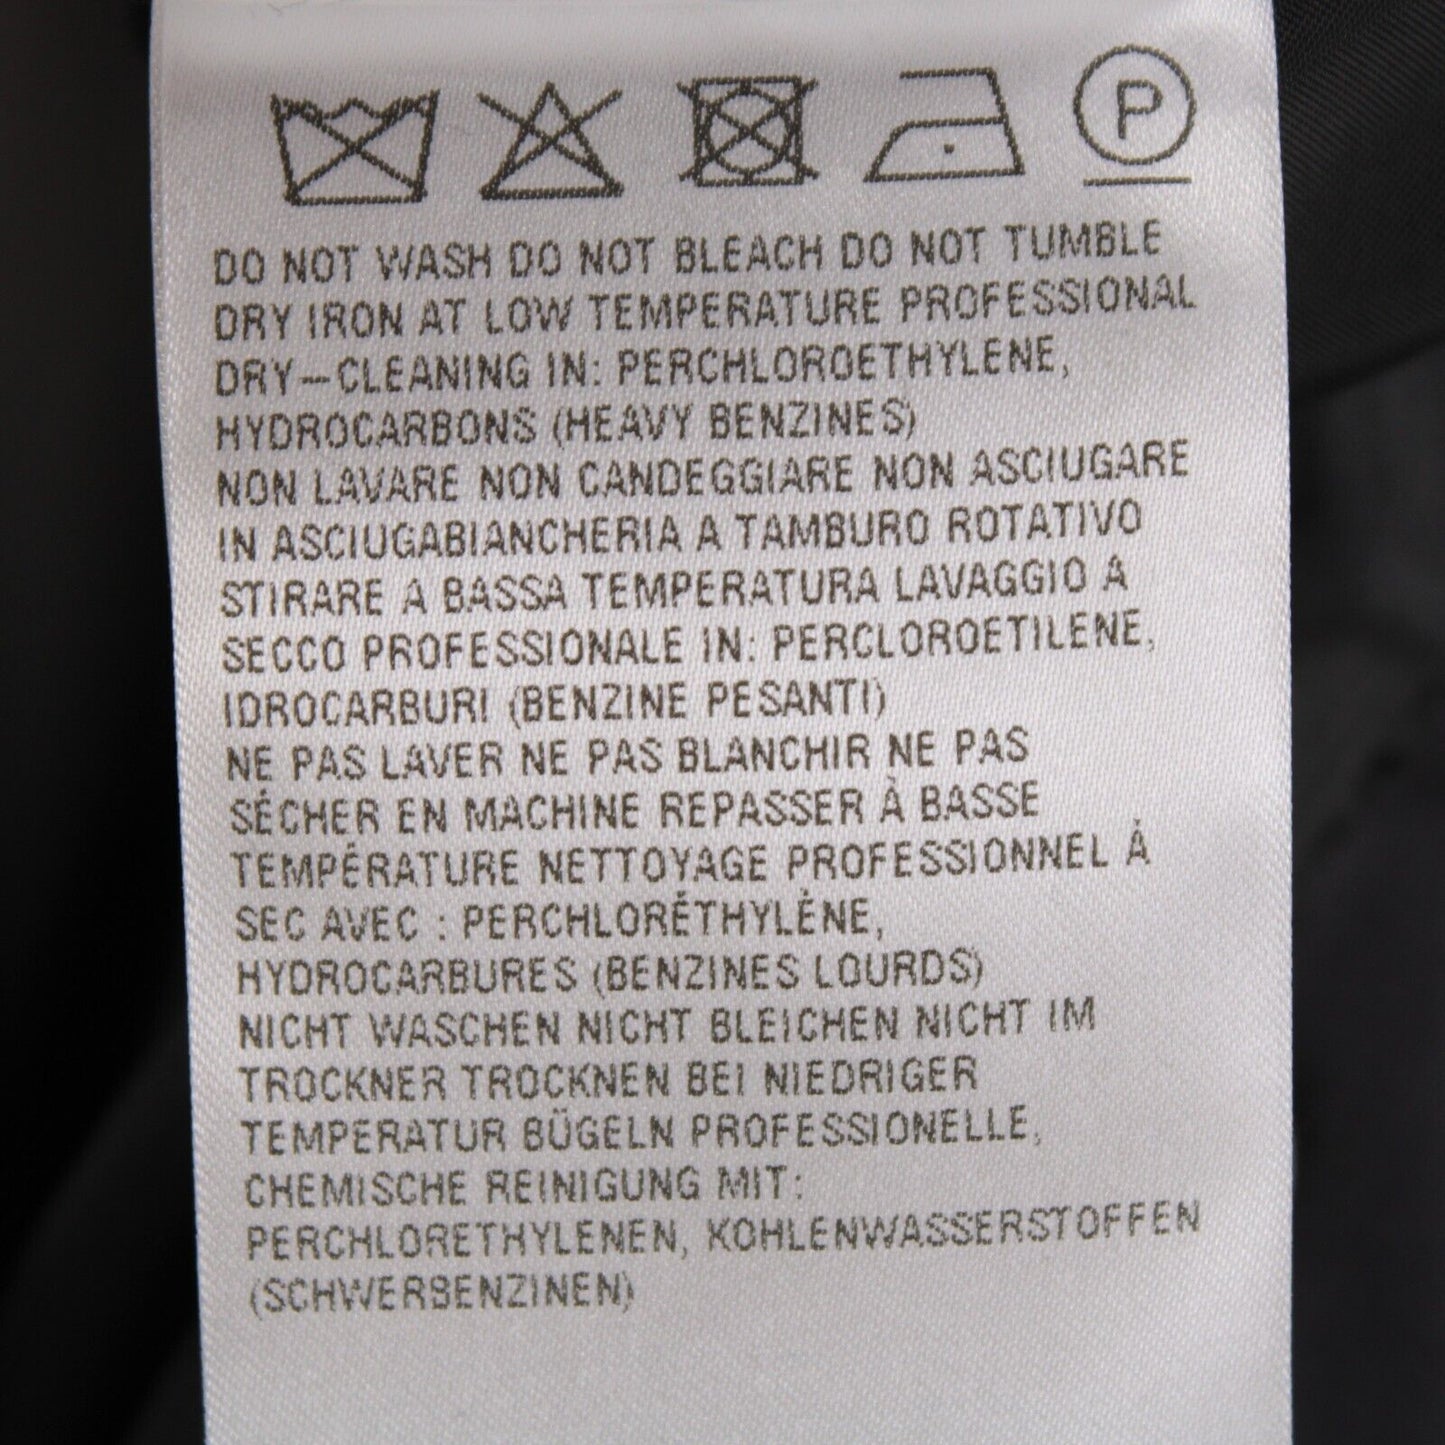 P
DO NOT WASH DO NOT BLEACH DO NOT TUMBLE
DRY IRON AT LOW TEMPERATURE PROFESSIONAL
DRY-CLEANING IN: PERCHLOROETHYLENE,
HYDROCARBONS (HEAVY BENZINES)
NON LAVARE NON CANDEGGIARE NON ASCIUGARE
IN ASCIUGABIANCHERIA A TAMBURO ROTATIVO
STIRARE A BASSA TEMPERATURA LAVAGGIO A
SECCO PROFESSIONALE IN: PERCLOROETILENE,
IDROCARBURI (BENZINE PESANTI)
NE PAS LAVER NE PAS BLANCHIR NE PAS
SÉCHER EN MACHINE REPASSER À BASSE
TEMPÉRATURE NETTOYAGE PROFESSIONNEL À
SEC AVEC : PERCHLORÉTHYLÈNE,
HYDROCARBURES (BENZINES LOURDS)
NICHT WASCHEN NICHT BLEICHEN NICHT IM
TROCKNER TROCKNEN BEI NIEDRIGER
TEMPERATUR BÜGELN PROFESSIONELLE,
CHEMISCHE REINIGUNG MIT:
PERCHLORETHYLENEN, KOHLENWASSERSTOFFEN
(SCHWERBENZINEN)